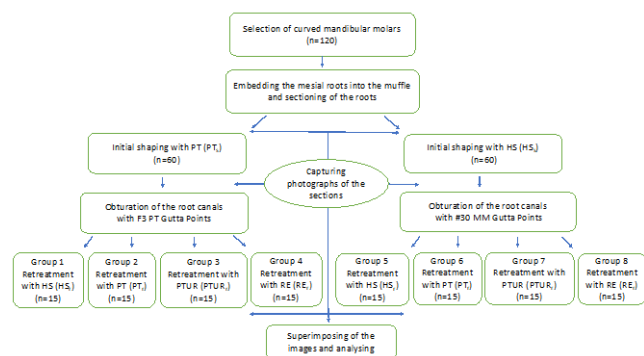 Selection of curved mandibular molars
(n=120)
Embedding the mesial roots into the muffle
and sectioning of the roots
Initial shaping with PT (PTs)
(n=60)
Initial shaping with HS (HSs)
(n=60)
Capturing
photographs of the
sections
Obturation of the root canals
with F3 PT Gutta Points
Obturation of the root canals
with #30 MM Gutta Points
Group 1
Retreatment
with HS (HSr)
(n=15)
Group 2
Retreatment
with PT (PTr)
(n=15)
Group 3
Retreatment with
PTUR (PTURr)
(n=15)
Group 4
Retreatment
with RE (REr)
(n=15)
Group 5
Retreatment
with HS (HSr)
(n=15)
Group 6
Retreatment
with PT (PTr)
(n=15)
Group 7
Retreatment with
PTUR (PTURr)
(n=15)
Group 8
Retreatment
with RE (REr)
(n=15)
Superimposing of the
images and analysing